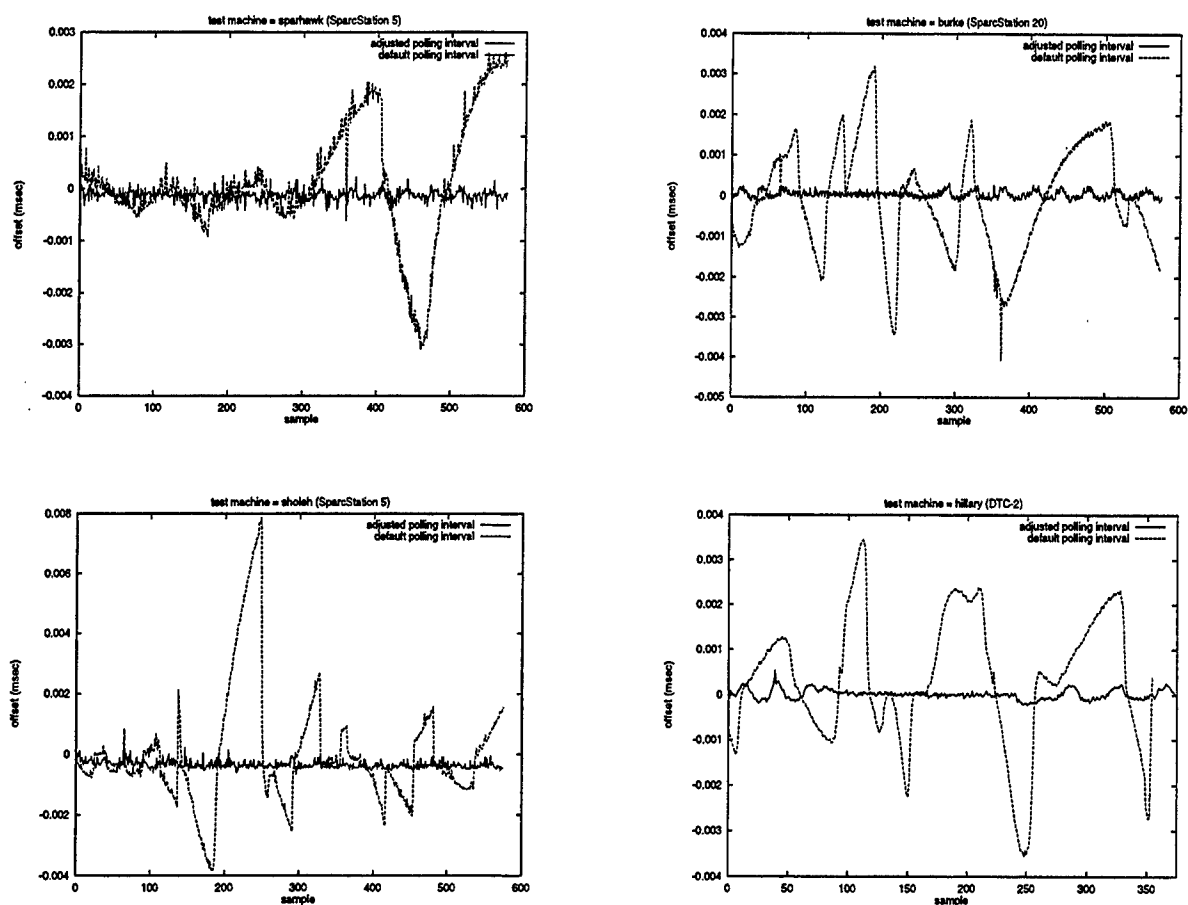 test machine = sparhawk (SparcStation 5)
adjusted polling interval
default polling interval
0.003
0.002
0.001
0
-0.001
-0.002
-0.003
-0.004
offset (msec)
0 100 200 300 400 500 600
sample
test machine = burke (SparcStation 20)
adjusted polling interval
default polling interval
0.004
0.003
0.002
0.001
0
-0.001
-0.002
-0.003
-0.004
-0.005
offset (msec)
0 100 200 300 400 500 600
sample
test machine = sholeh (SparcStation 5)
adjusted polling interval
default polling interval
0.008
0.006
0.004
0.002
0
-0.002
-0.004
offset (msec)
0 100 200 300 400 500 600
sample
test machine = hillary (DTC-2)
adjusted polling interval
default polling interval
0.004
0.003
0.002
0.001
0
-0.001
-0.002
-0.003
-0.004
offset (msec)
0 50 100 150 200 250 300 350
sample